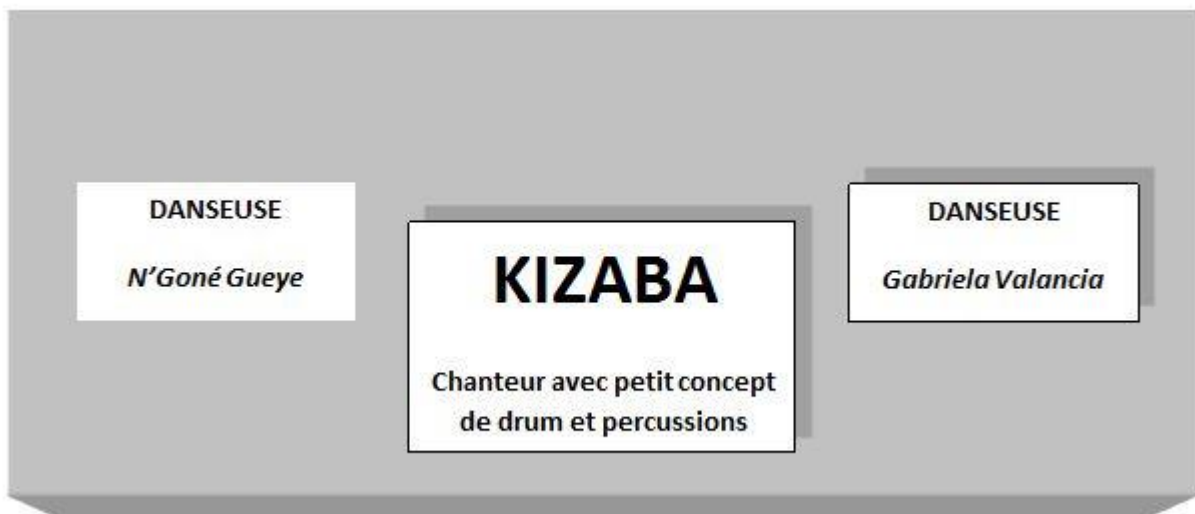 DANSEUSE
N'Goné Gueye
KIZABA
Chanteur avec petit concept
de drum et percussions
DANSEUSE
Gabriela Valancia